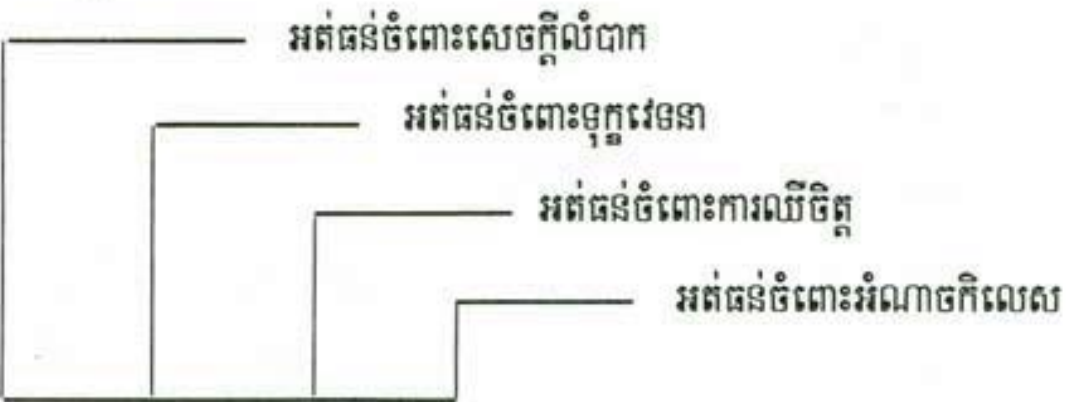 អត់ធន់ចំពោះសេចក្តីលំបាក
អត់ធន់ចំពោះទុក្ខវេទនា
អត់ធន់ចំពោះការឈឺចិត្ត
អត់ធន់ចំពោះអំណាចកិលេស